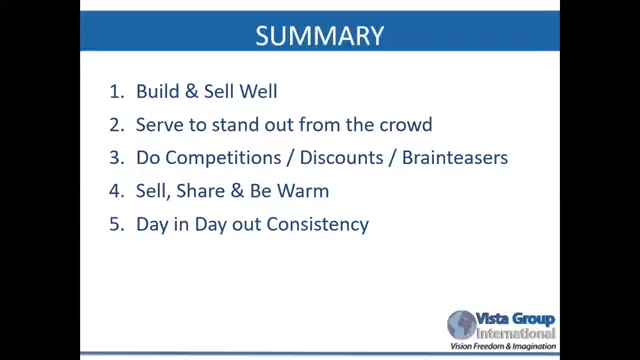 SUMMARY
1. Build & Sell Well
2. Serve to stand out from the crowd
3. Do Competitions / Discounts / Brainteasers
4. Sell, Share & Be Warm
5. Day in Day out Consistency
Vista Group
International
Vision Freedom & Imagination